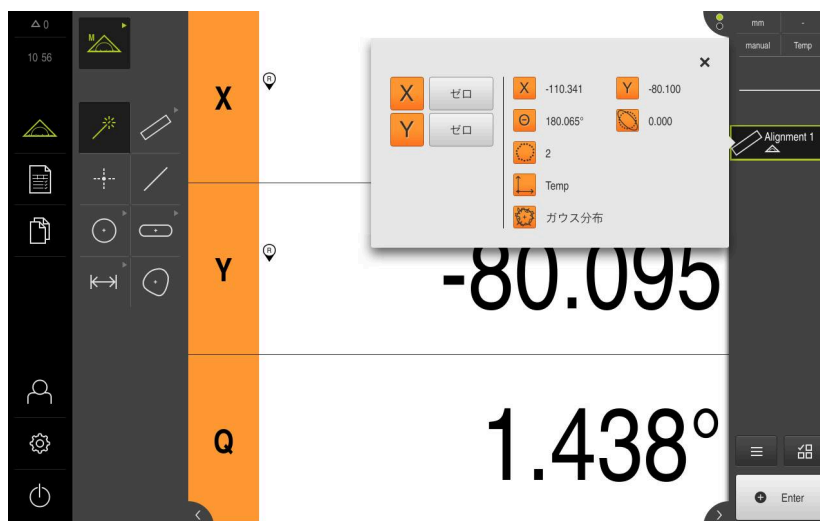 0
10 56
M
X
R
Y
R
-80.095
Q
1.438°
X ゼロ
Y ゼロ
X -110.341 Y -80.100
Θ 180.065° 0.000
2
Temp
ガウス分布
mm -
manual Temp
Alignment 1
Enter